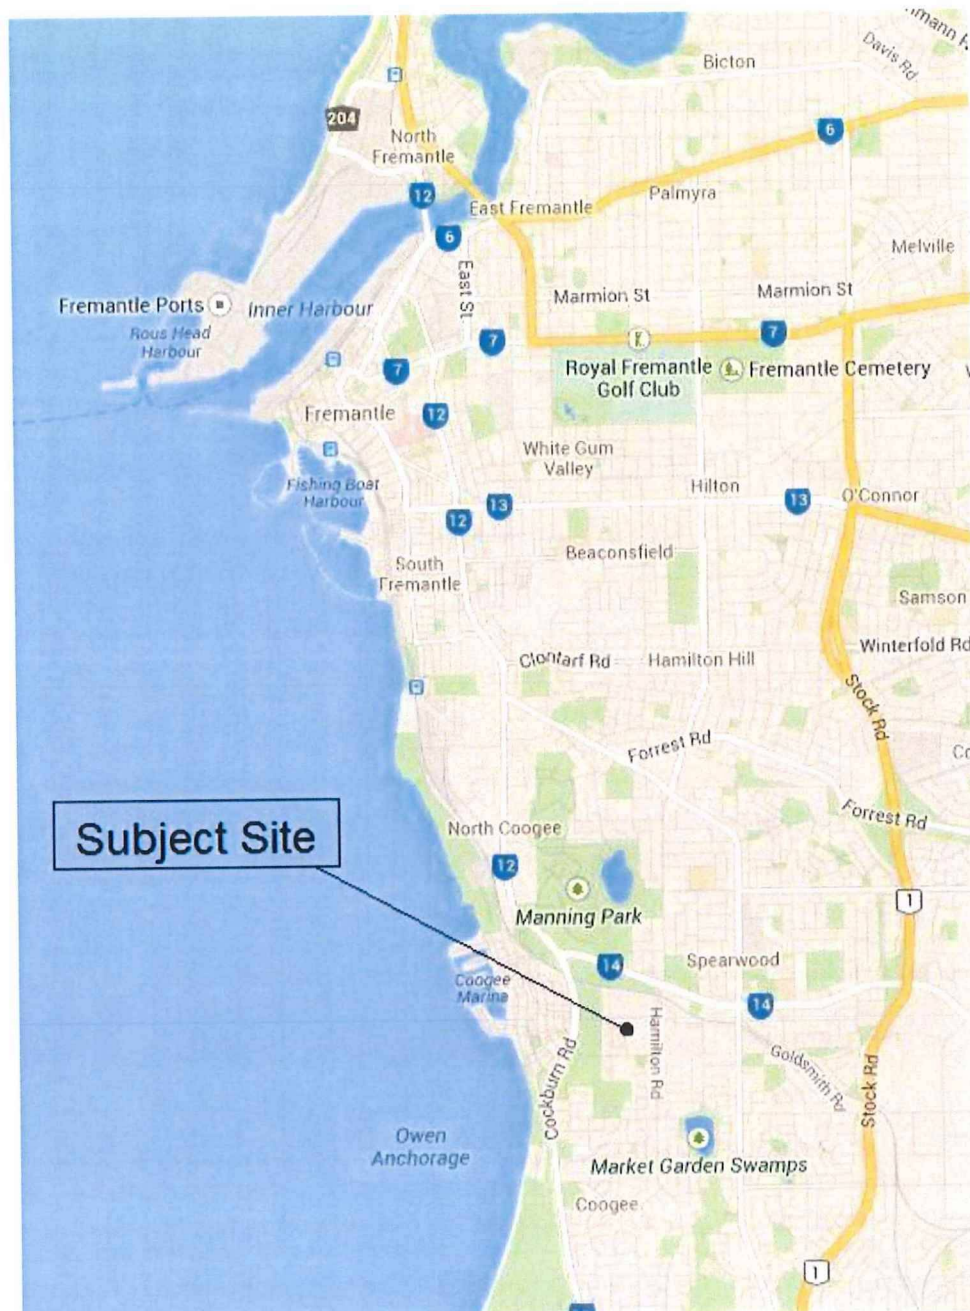 Bicton
Davis Rd
6
204
North
Fremantle
12
Palmyra
East Fremantle
6
Melville
East St
Marmion St
Marmion St
Fremantle Ports
Inner Harbour
Rous Head
Harbour
7
7
Royal Fremantle
Golf Club
Fremantle Cemetery
7
Fremantle
12
White Gum
Valley
Fishing Boat
Harbour
Hilton
13
13
O'Connor
12
Beaconsfield
South
Fremantle
Samson
Winterfold Rd
Clontarf Rd
Hamilton Hill
Stock Rd
Forrest Rd
Forrest Rd
Subject Site
North Coogee
12
1
Manning Park
Spearwood
14
Coogee
Marina
14
Hamilton Rd
Goldsmith Rd
Cockburn Rd
Stock Rd
Owen
Anchorage
Market Garden Swamps
Coogee
1